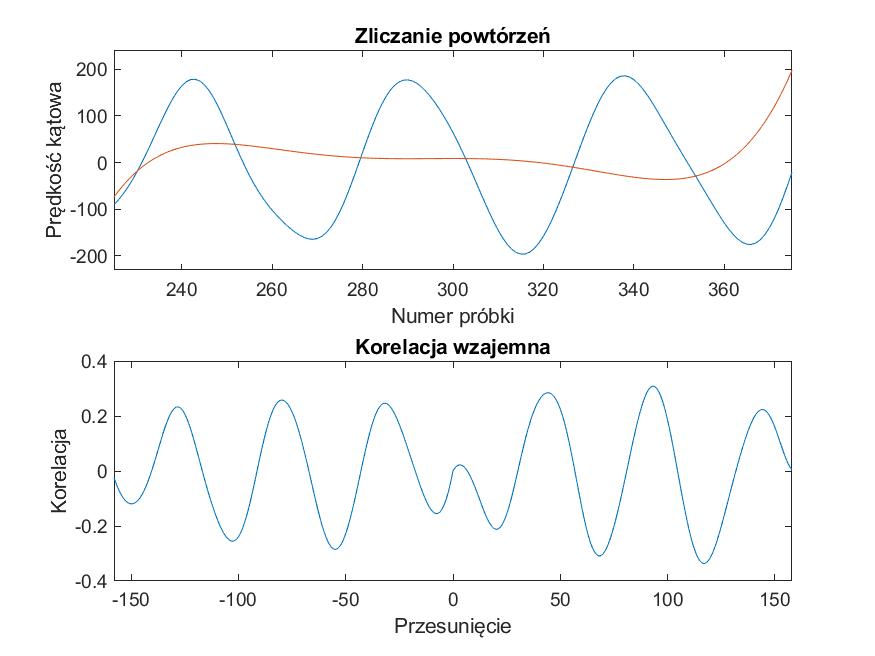 Zliczanie powtórzeń
Prędkość kątowa
200
100
0
-100
-200
240 260 280 300 320 340 360
Numer próbki
Korelacja wzajemna
Korelacja
0.4
0.2
0
-0.2
-0.4
-150 -100 -50 0 50 100 150
Przesunięcie